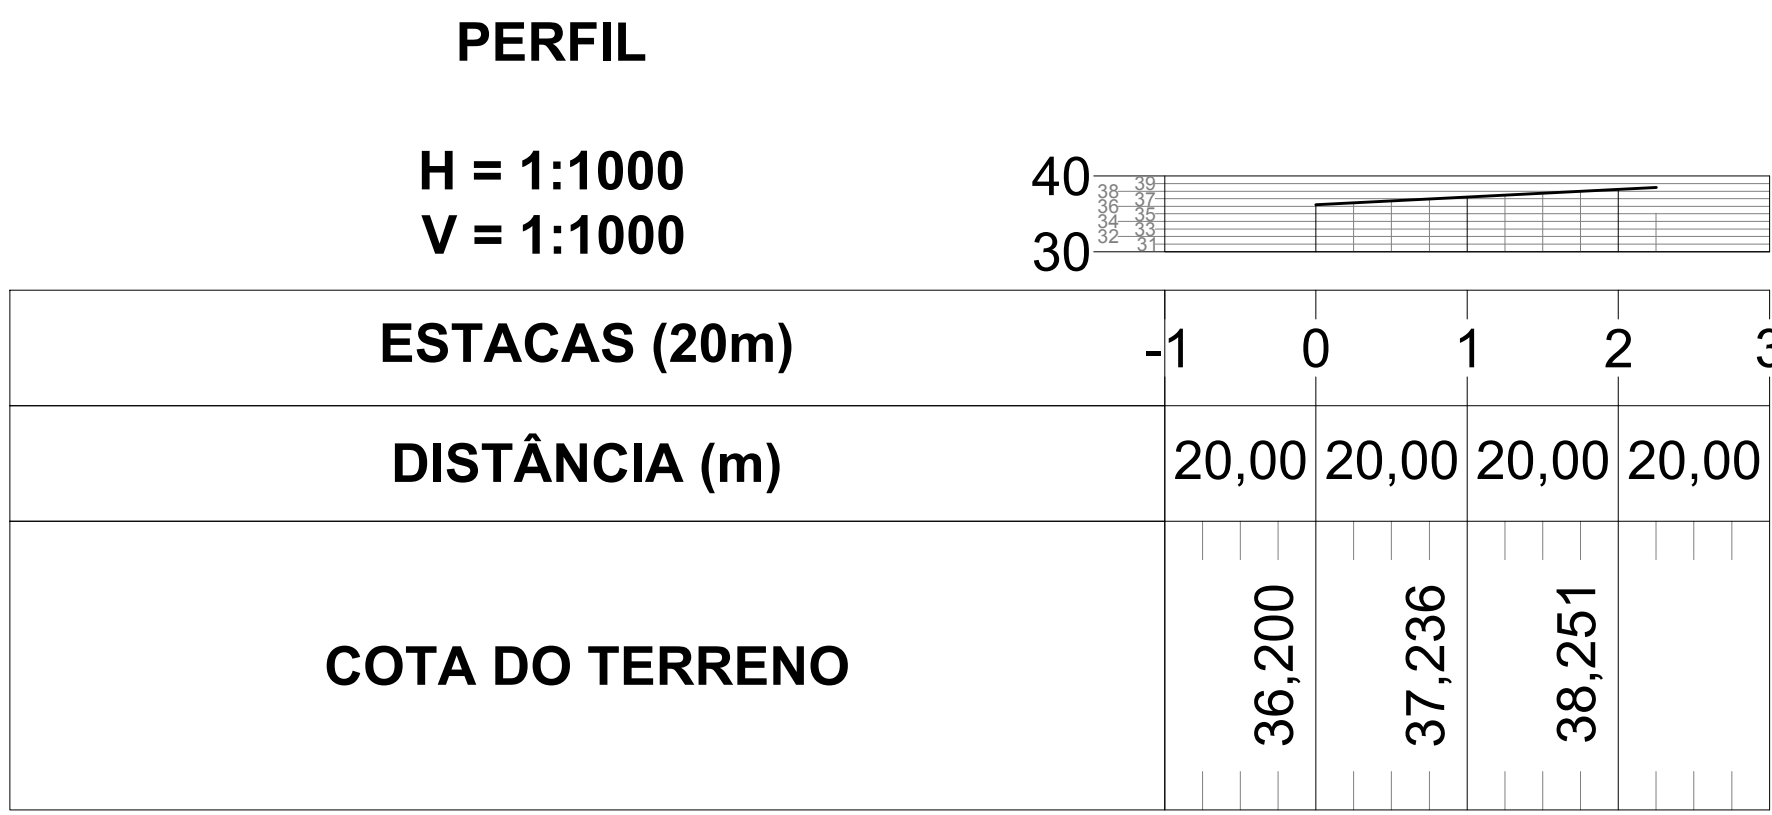 PERFIL
H = 1:1000
V = 1:1000
40
39
38
37
36
35
34
33
32
31
30
ESTACAS (20m) -1 0 1 2 3
DISTÂNCIA (m) 20,00 20,00 20,00 20,00
COTA DO TERRENO 36,200 37,236 38,251